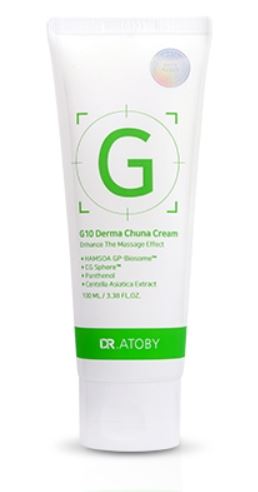 G
G10 Derma Chuna Cream
Enhance The Massage Effect
• HAMSOA GP-Biosome™
• CG Sphere™
• Panthenol
• Centella Asiatica Extract
100 ML / 3.38 FL.OZ.
DR.ATOBY